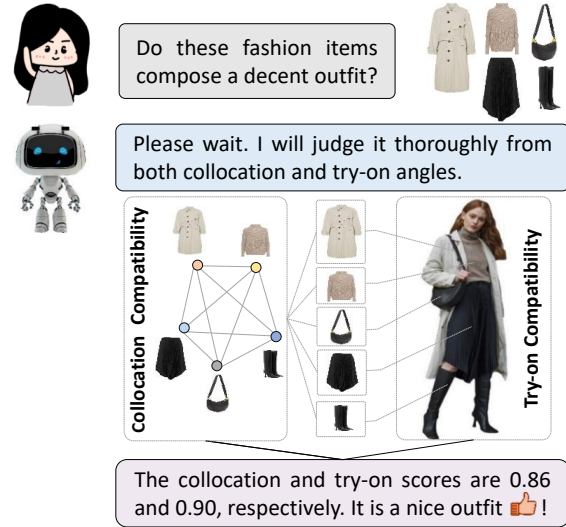 Do these fashion items
compose a decent outfit?
Please wait. I will judge it thoroughly from
both collocation and try-on angles.
Collocation Compatibility
Try-on Compatibility
The collocation and try-on scores are 0.86
and 0.90, respectively. It is a nice outfit 👍!